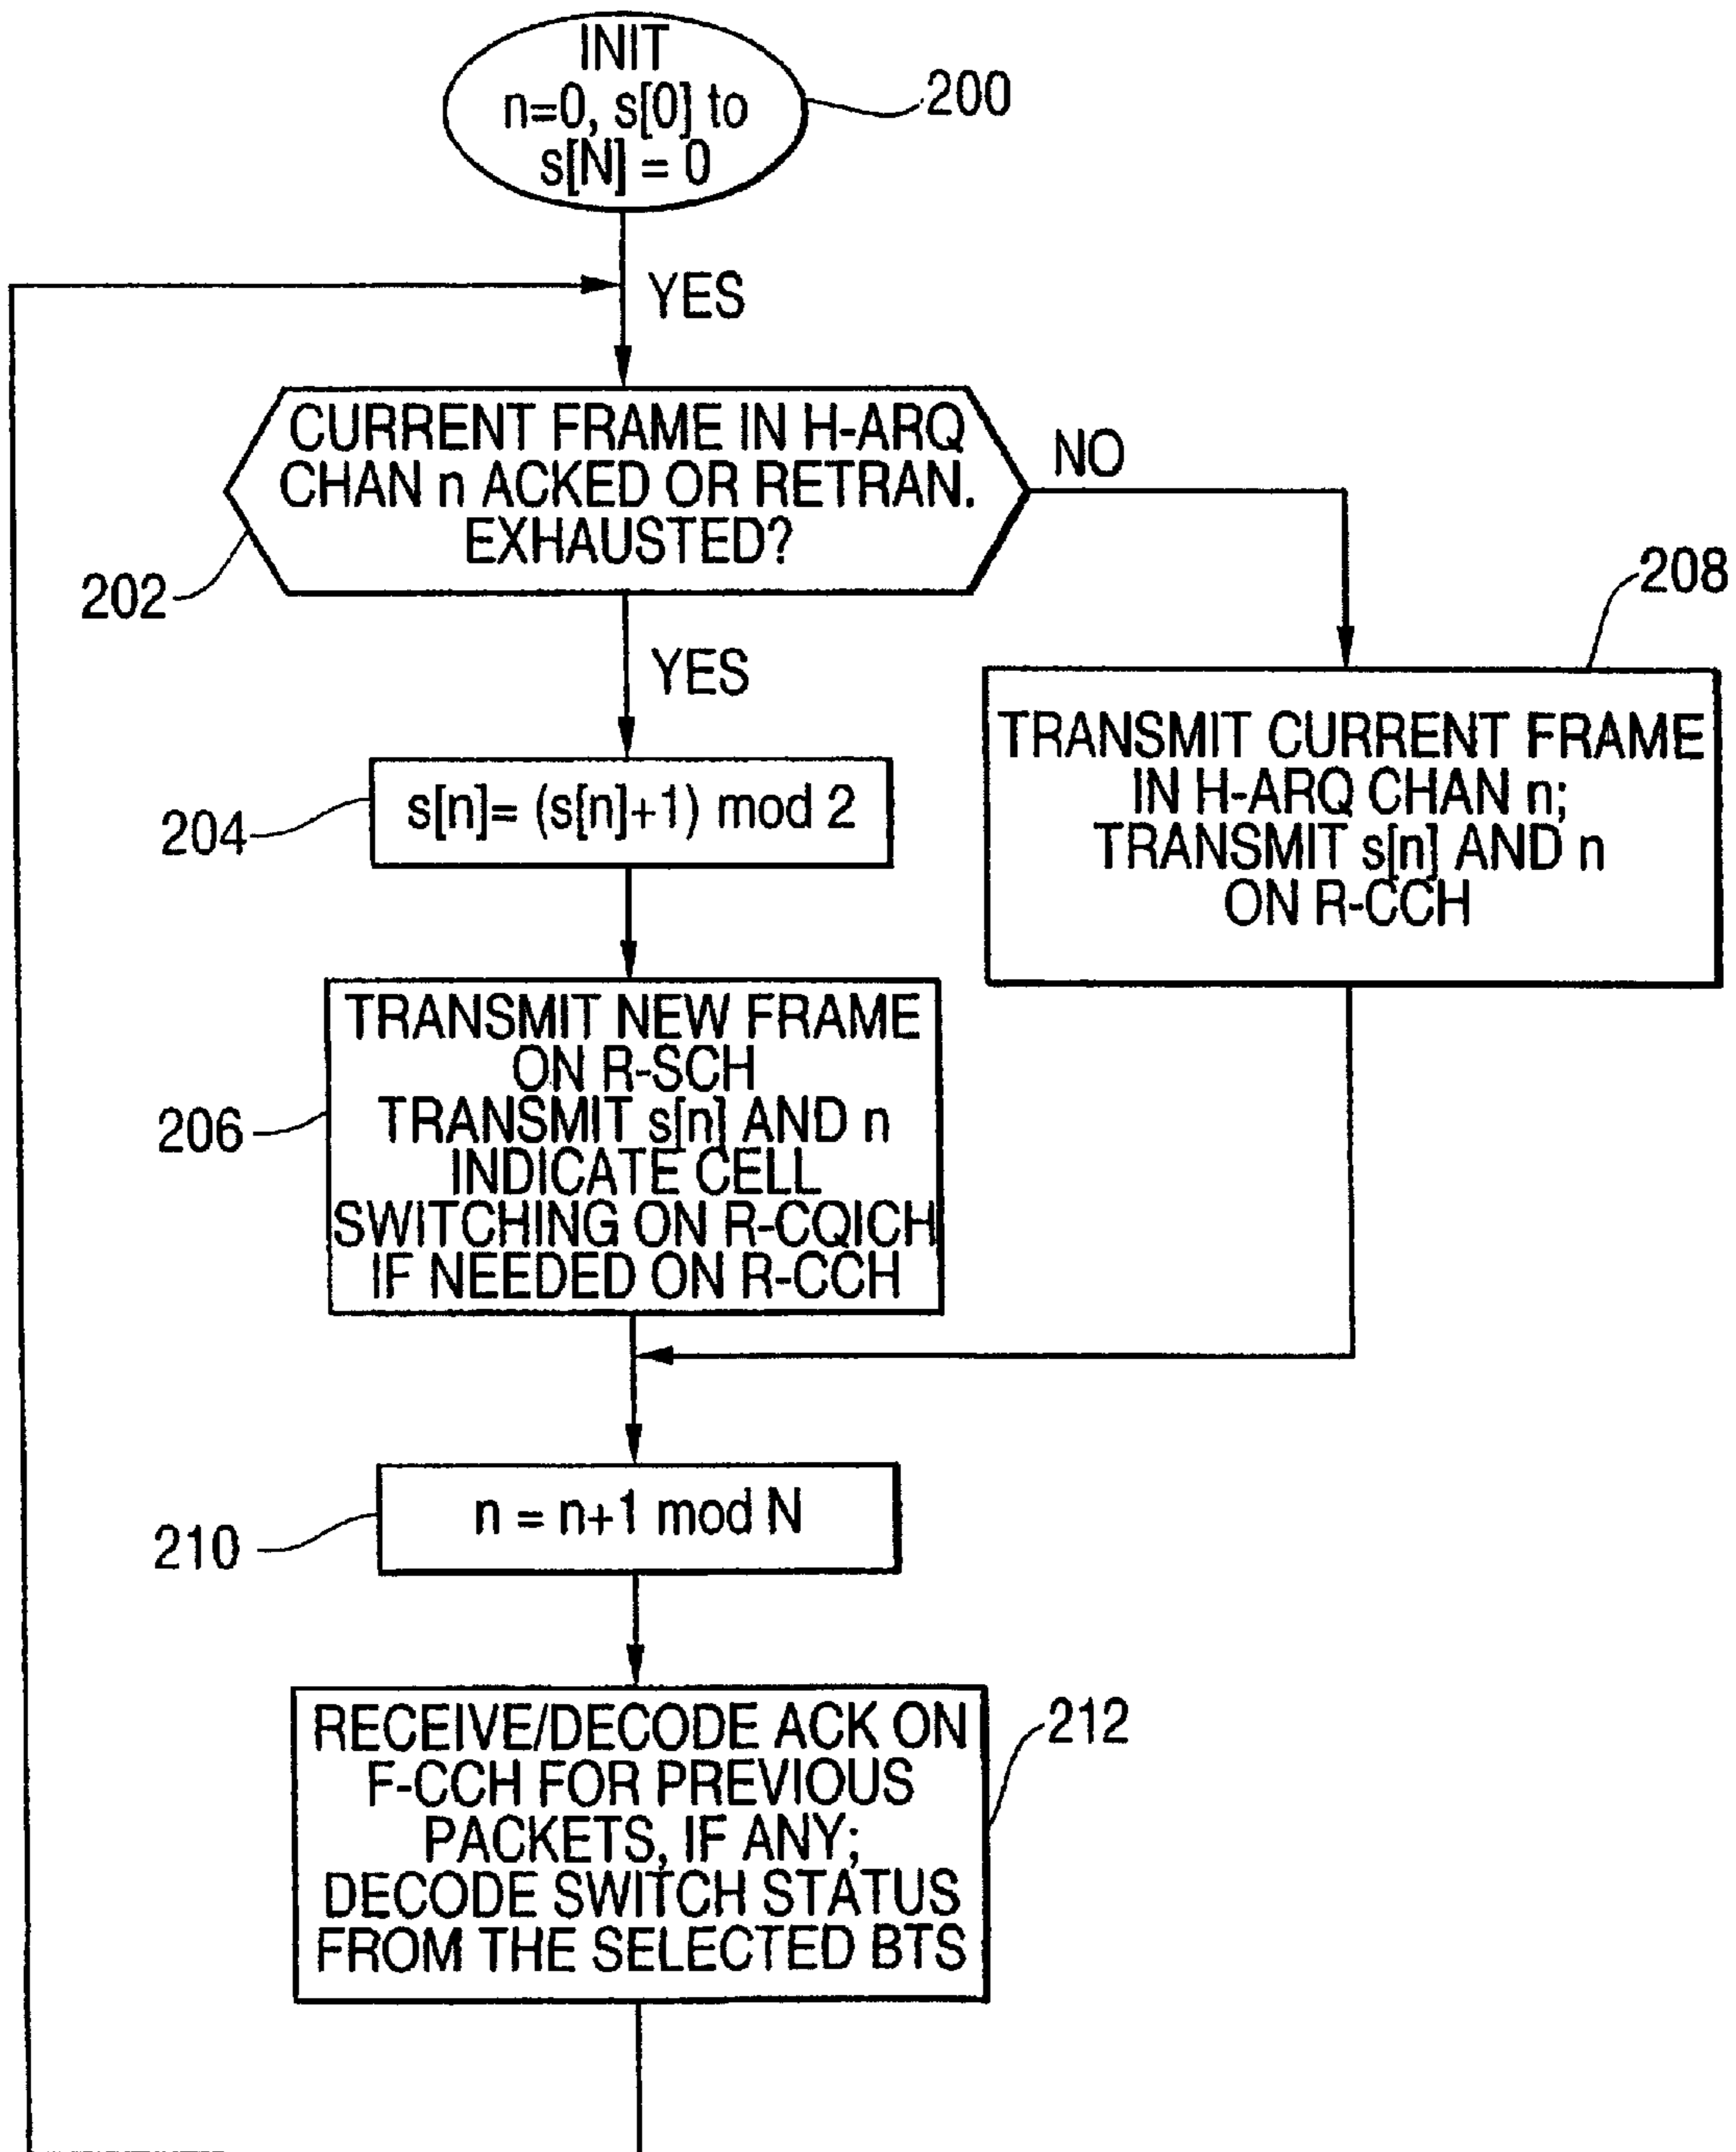 INIT
n=0, s[0] to
s[N] = 0
200
YES
CURRENT FRAME IN H-ARQ
CHAN n ACKED OR RETRAN.
EXHAUSTED?
NO
202
208
YES
TRANSMIT CURRENT FRAME
IN H-ARQ CHAN n;
TRANSMIT s[n] AND n
ON R-CCH
s[n]= (s[n]+1) mod 2
204
TRANSMIT NEW FRAME
ON R-SCH
TRANSMIT s[n] AND n
INDICATE CELL
SWITCHING ON R-CQICH
IF NEEDED ON R-CCH
206
n = n+1 mod N
210
RECEIVE/DECODE ACK ON
F-CCH FOR PREVIOUS
PACKETS, IF ANY;
DECODE SWITCH STATUS
FROM THE SELECTED BTS
212